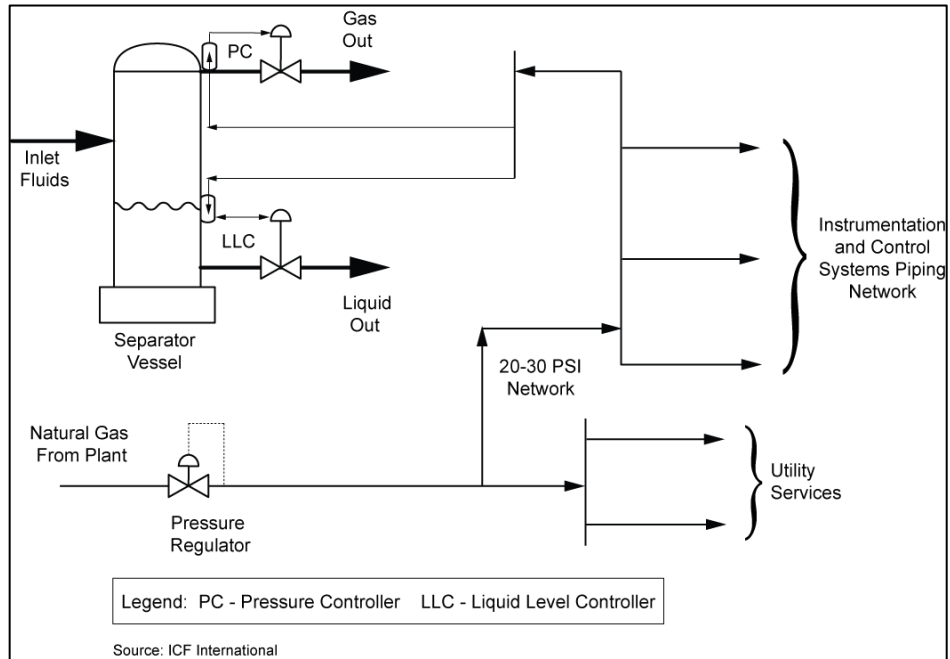 Gas
Out
PC
Inlet
Fluids
LLC
Liquid
Out
Separator
Vessel
Instrumentation
and Control
Systems Piping
Network
20-30 PSI
Network
Natural Gas
From Plant
Pressure
Regulator
Utility
Services
Legend: PC - Pressure Controller LLC - Liquid Level Controller
Source: ICF International